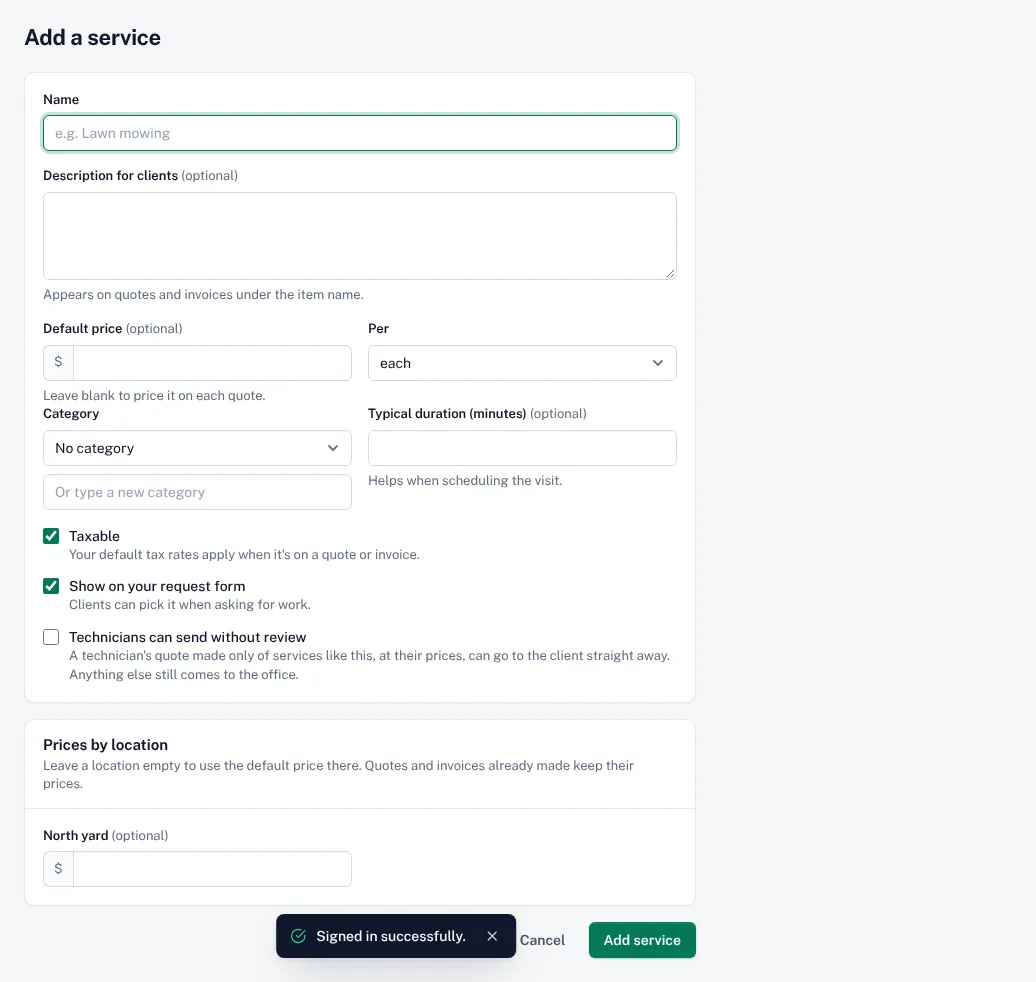 Add a service
Name
e.g. Lawn mowing
Description for clients (optional)
Appears on quotes and invoices under the item name.
Default price (optional)
Per
$
each
Leave blank to price it on each quote.
Category
Typical duration (minutes) (optional)
No category
Helps when scheduling the visit.
Or type a new category
Taxable
Your default tax rates apply when it's on a quote or invoice.
Show on your request form
Clients can pick it when asking for work.
Technicians can send without review
A technician's quote made only of services like this, at their prices, can go to the client straight away.
Anything else still comes to the office.
Prices by location
Leave a location empty to use the default price there. Quotes and invoices already made keep their
prices.
North yard (optional)
$
Signed in successfully.
Cancel
Add service